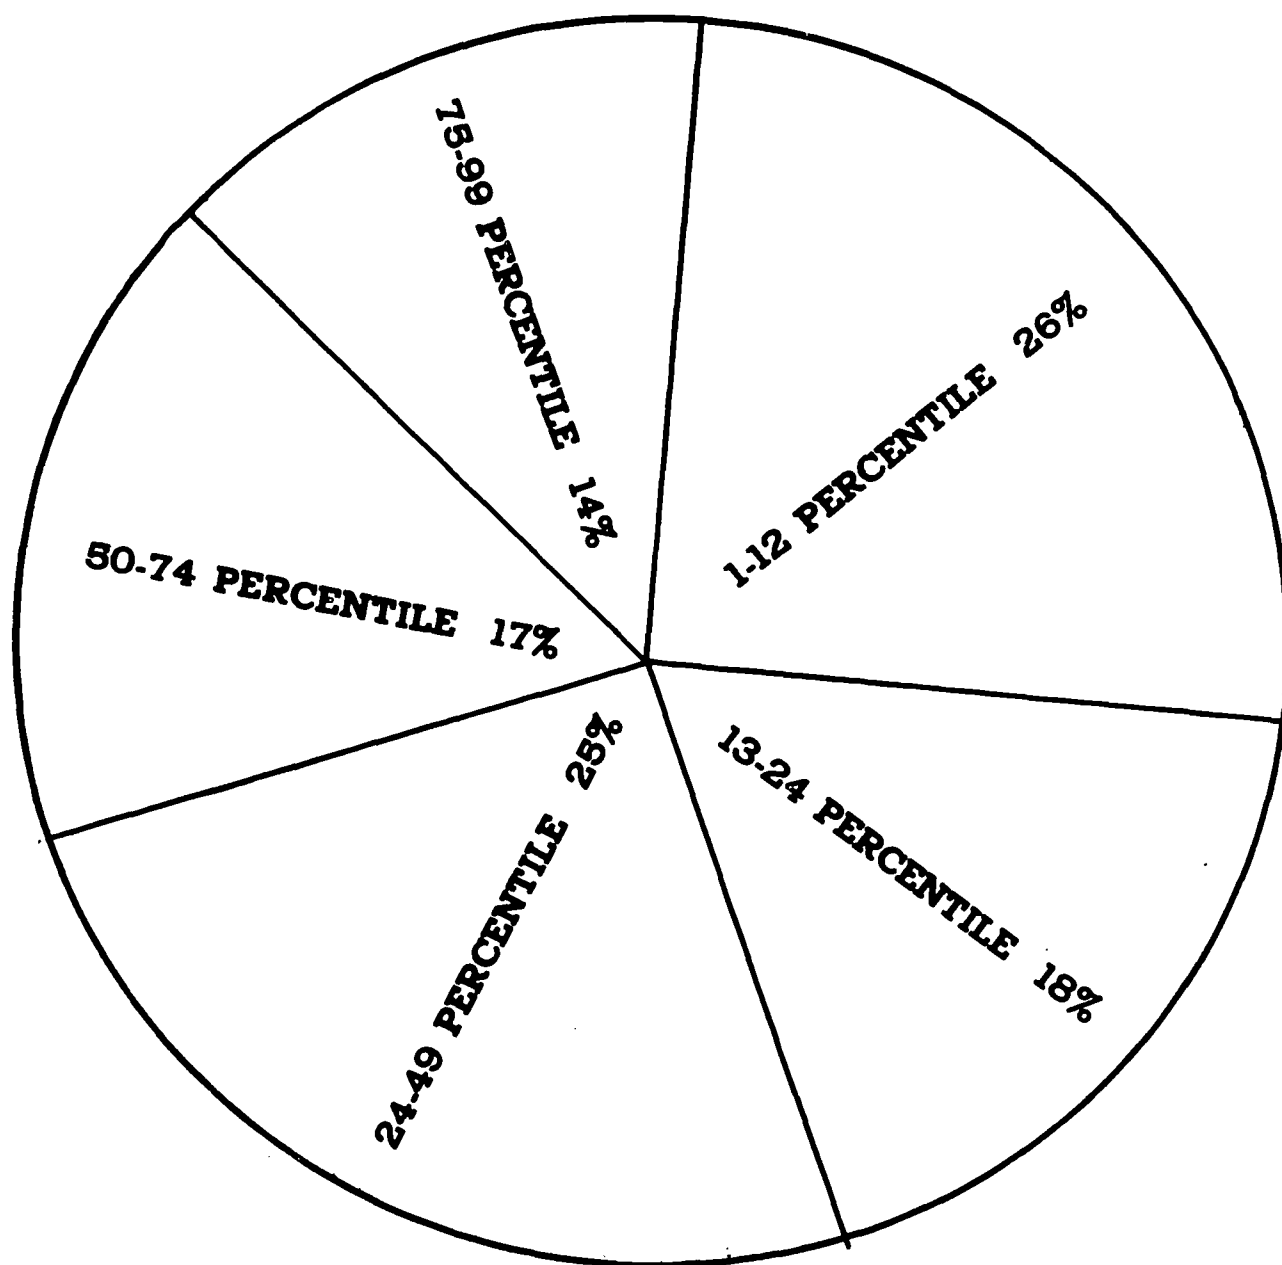 75-99 PERCENTILE 14%
1-12 PERCENTILE 26%
50-74 PERCENTILE 17%
13-24 PERCENTILE 18%
24-49 PERCENTILE 25%